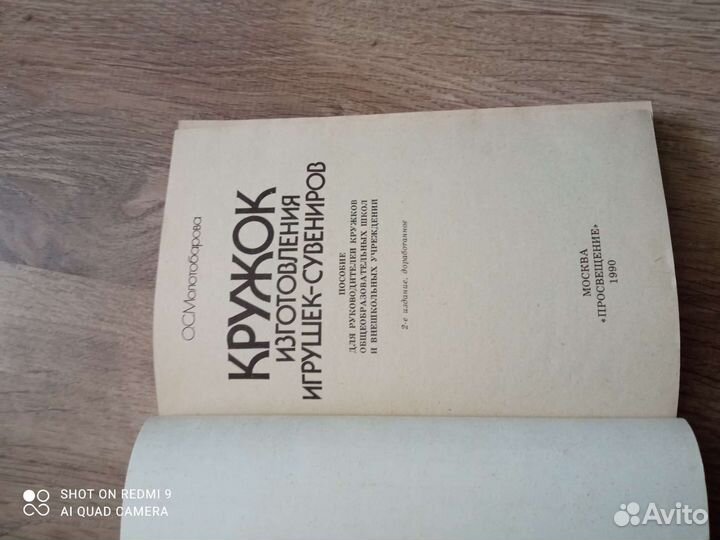 О.С.Молотобарова
КРУЖОК
ИЗГОТОВЛЕНИЯ
ИГРУШЕК-СУВЕНИРОВ
ПОСОБИЕ
ДЛЯ РУКОВОДИТЕЛЕЙ КРУЖКОВ
ОБЩЕОБРАЗОВАТЕЛЬНЫХ ШКОЛ
И ВНЕШКОЛЬНЫХ УЧРЕЖДЕНИЙ
2-е издание, доработанное
МОСКВА
«ПРОСВЕЩЕНИЕ»
1990
SHOT ON REDMI 9
AI QUAD CAMERA
Avito